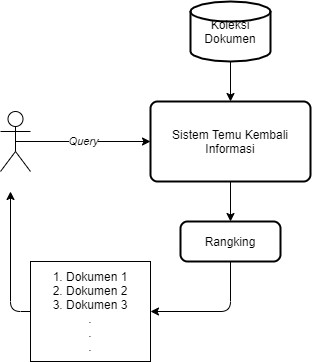 Koleksi
Dokumen
Query
Sistem Temu Kembali
Informasi
Rangking
1. Dokumen 1
2. Dokumen 2
3. Dokumen 3
.
.
.